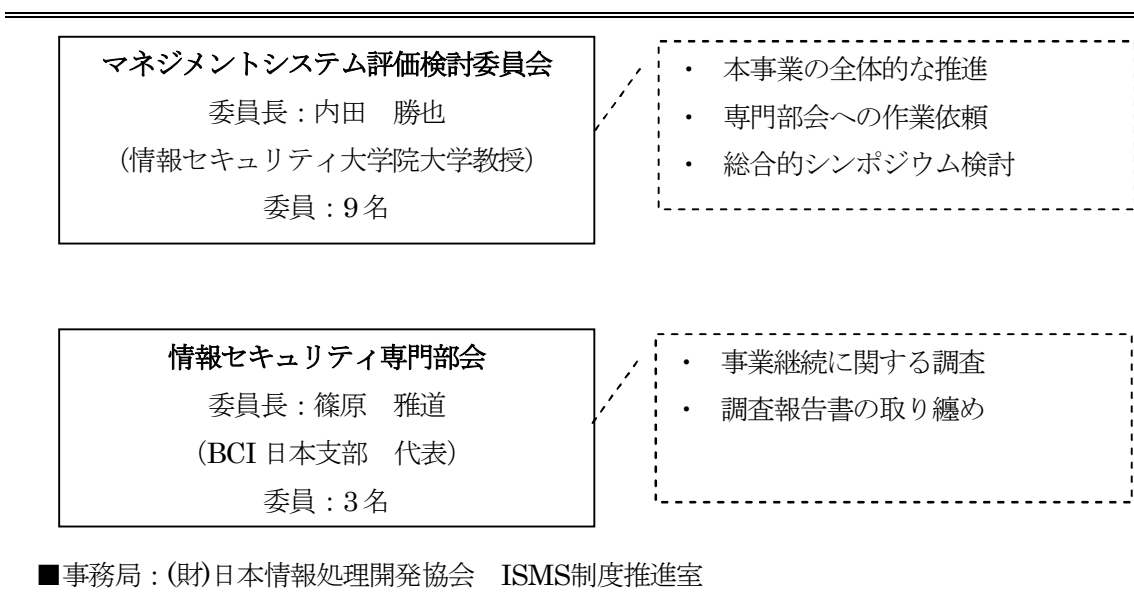 マネジメントシステム評価検討委員会
委員長：内田　勝也
（情報セキュリティ大学院大学教授）
委員：9名
・　本事業の全体的な推進
・　専門部会への作業依頼
・　総合的シンポジウム検討
情報セキュリティ専門部会
委員長：篠原　雅道
（BCI 日本支部　代表）
委員：3名
・　事業継続に関する調査
・　調査報告書の取り纏め
■事務局：(財)日本情報処理開発協会　ISMS制度推進室